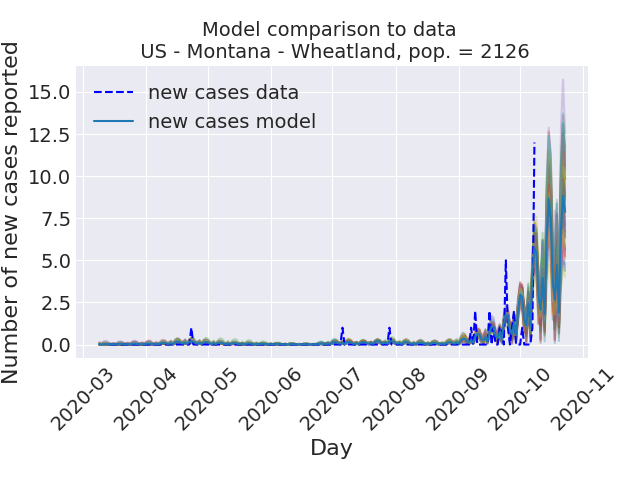 Model comparison to data
US - Montana - Wheatland, pop. = 2126
Number of new cases reported
15.0
12.5
10.0
7.5
5.0
2.5
0.0
new cases data
new cases model
2020-03
2020-04
2020-05
2020-06
2020-07
2020-08
2020-09
2020-10
2020-11
Day